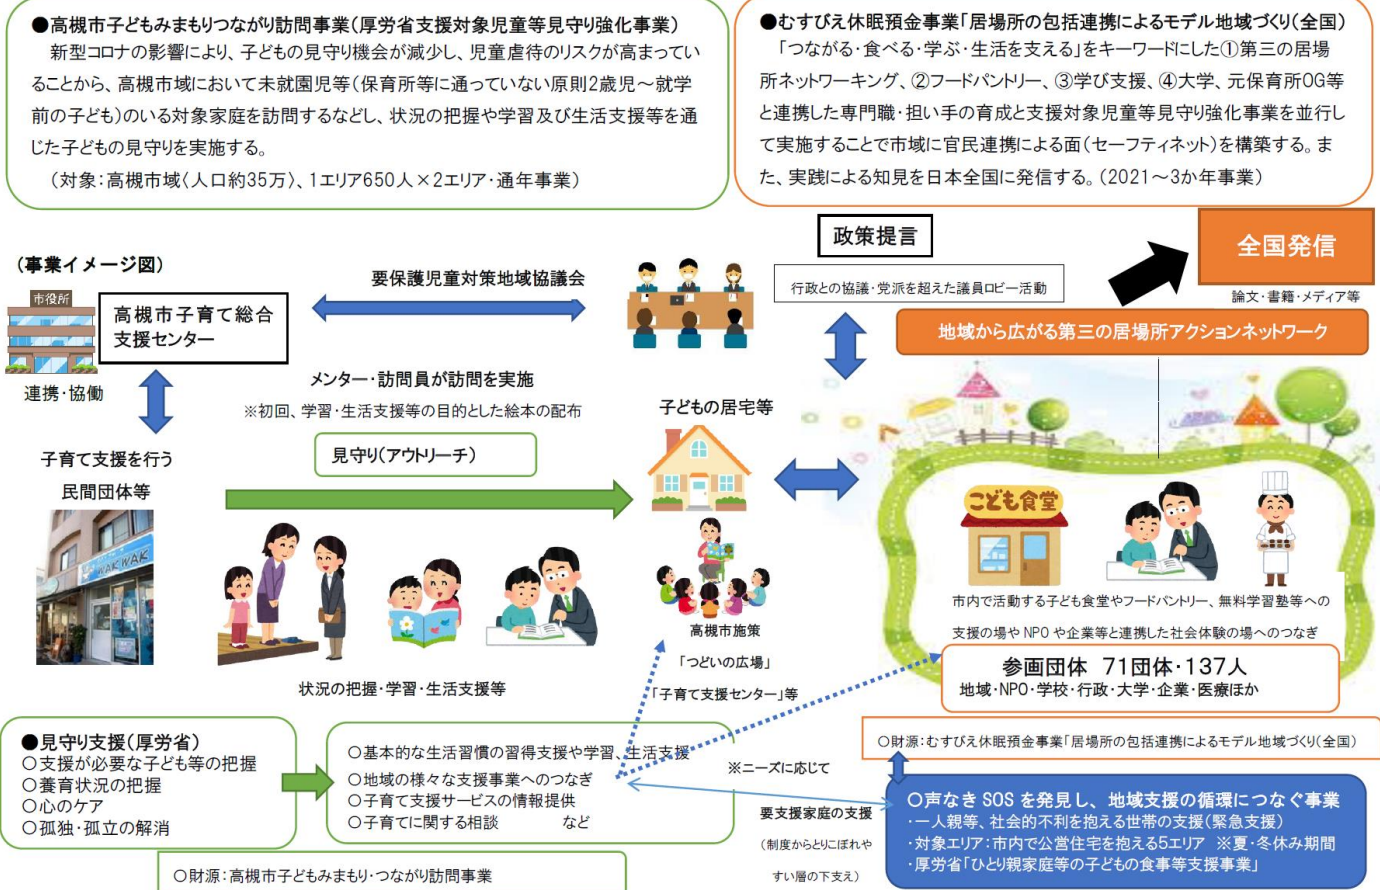 ●高槻市子どもみまもりつながり訪問事業(厚労省支援対象児童等見守り強化事業)
新型コロナの影響により、子どもの見守り機会が減少し、児童虐待のリスクが高まってい
ることから、高槻市域において未就園児等(保育所等に通っていない原則2歳児～就学
前の子ども)のいる対象家庭を訪問するなどし、状況の把握や学習及び生活支援等を通
じた子どもの見守りを実施する。
(対象:高槻市域〈人口約35万〉、1エリア650人×2エリア・通年事業)
●むすびえ休眠預金事業「居場所の包括連携によるモデル地域づくり(全国)
「つながる・食べる・学ぶ・生活を支える」をキーワードにした①第三の居場
所ネットワーキング、②フードパントリー、③学び支援、④大学、元保育所OG等
と連携した専門職・担い手の育成と支援対象児童等見守り強化事業を並行し
て実施することで市域に官民連携による面(セーフティネット)を構築する。ま
た、実践による知見を日本全国に発信する。(2021～3か年事業)
(事業イメージ図)
市役所
高槻市子育て総合
支援センター
連携・協働
要保護児童対策地域協議会
政策提言
行政との協議・党派を超えた議員ロビー活動
全国発信
論文・書籍・メディア等
地域から広がる第三の居場所アクションネットワーク
メンター・訪問員が訪問を実施
※初回、学習・生活支援等の目的とした絵本の配布
見守り(アウトリーチ)
子どもの居宅等
子育て支援を行う
民間団体等
WAKWAK
こども食堂
市内で活動する子ども食堂やフードパントリー、無料学習塾等への
支援の場や NPO や企業等と連携した社会体験の場へのつなぎ
高槻市施策
「つどいの広場」
「子育て支援センター」等
状況の把握・学習・生活支援等
参画団体 71団体・137人
地域・NPO・学校・行政・大学・企業・医療ほか
●見守り支援(厚労省)
○支援が必要な子ども等の把握
○養育状況の把握
○心のケア
○孤独・孤立の解消
○基本的な生活習慣の習得支援や学習、生活支援
○地域の様々な支援事業へのつなぎ
○子育て支援サービスの情報提供
○子育てに関する相談 など
※ニーズに応じて
要支援家庭の支援
(制度からとりこぼれや
すい層の下支え)
○財源:むすびえ休眠預金事業「居場所の包括連携によるモデル地域づくり(全国)
○声なき SOS を発見し、地域支援の循環につなぐ事業
・一人親等、社会的不利を抱える世帯の支援(緊急支援)
・対象エリア:市内で公営住宅を抱える5エリア ※夏・冬休み期間
・厚労省「ひとり親家庭等の子どもの食事等支援事業」
○財源:高槻市子どもみまもり・つながり訪問事業